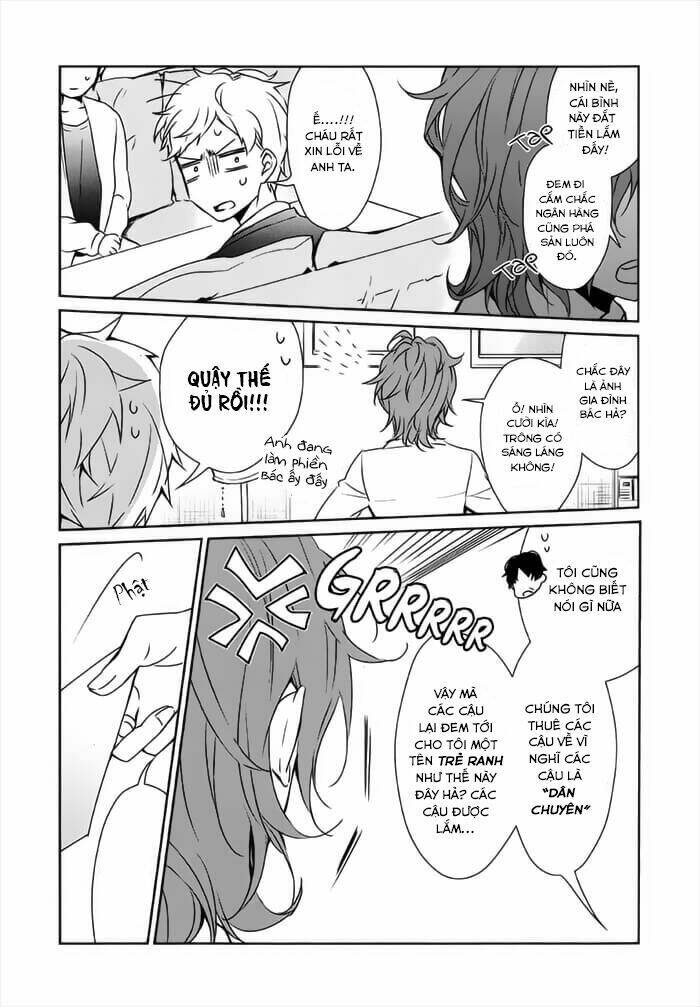 NHÌN NÈ,
CÁI BÌNH
NÀY ĐẮT
TIỀN LẮM
ĐẤY!
ĐEM ĐI
CẦM CHẮC
NGÂN HÀNG
CŨNG PHÁ
SẢN LUÔN
ĐÓ.
TAP
TAP
Ế....!!!
CHÁU RẤT
XIN LỖI VỀ
ANH TA.
CHẮC ĐÂY
LÀ ẢNH
GIA ĐÌNH
BÁC HẢ?
Ồ! NHÌN
CƯỜI KÌA!
TRÔNG CÓ
SÁNG LÁNG
KHÔNG!
QUẬY THẾ
ĐỦ RỒI!!!
Anh đang
làm phiền
Bác ấy đấy
TÔI CŨNG
KHÔNG BIẾT
NÓI GÌ NỮA
CHÚNG TÔI
THUÊ CÁC
CẬU VỀ VÌ
NGHĨ CÁC
CẬU LÀ
"DÂN
CHUYÊN"
VẬY MÀ
CÁC CẬU
LẠI ĐEM TỚI
CHO TÔI MỘT
TÊN TRẺ RANH
NHƯ THẾ NÀY
ĐÂY HẢ? CÁC
CẬU ĐƯỢC
LẮM...
GRRRRR
Phật